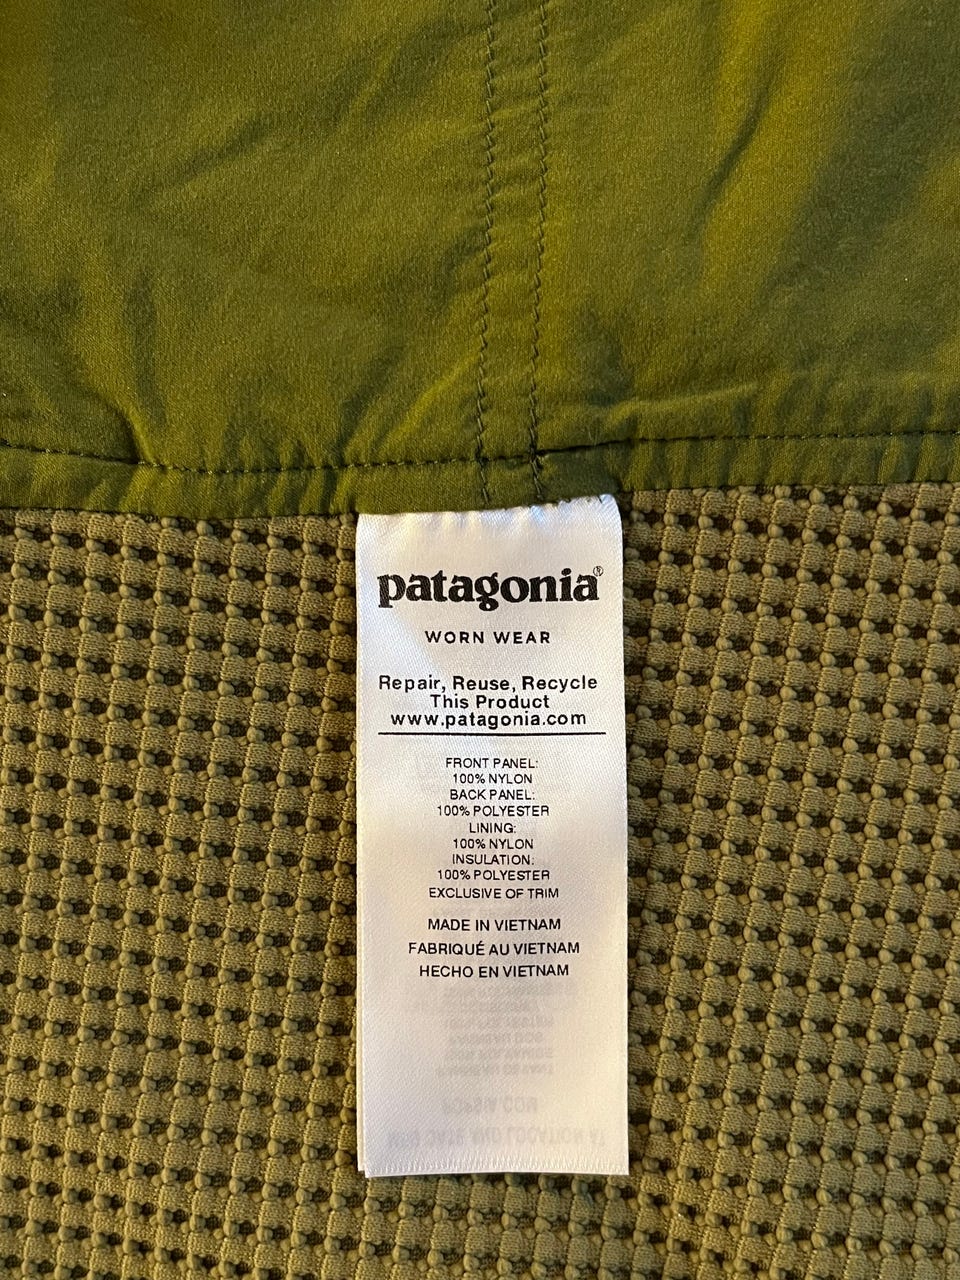 patagonia®
WORN WEAR
Repair, Reuse, Recycle
This Product
www.patagonia.com
FRONT PANEL:
100% NYLON
BACK PANEL:
100% POLYESTER
LINING:
100% NYLON
INSULATION:
100% POLYESTER
EXCLUSIVE OF TRIM
MADE IN VIETNAM
FABRIQUÉ AU VIETNAM
HECHO EN VIETNAM